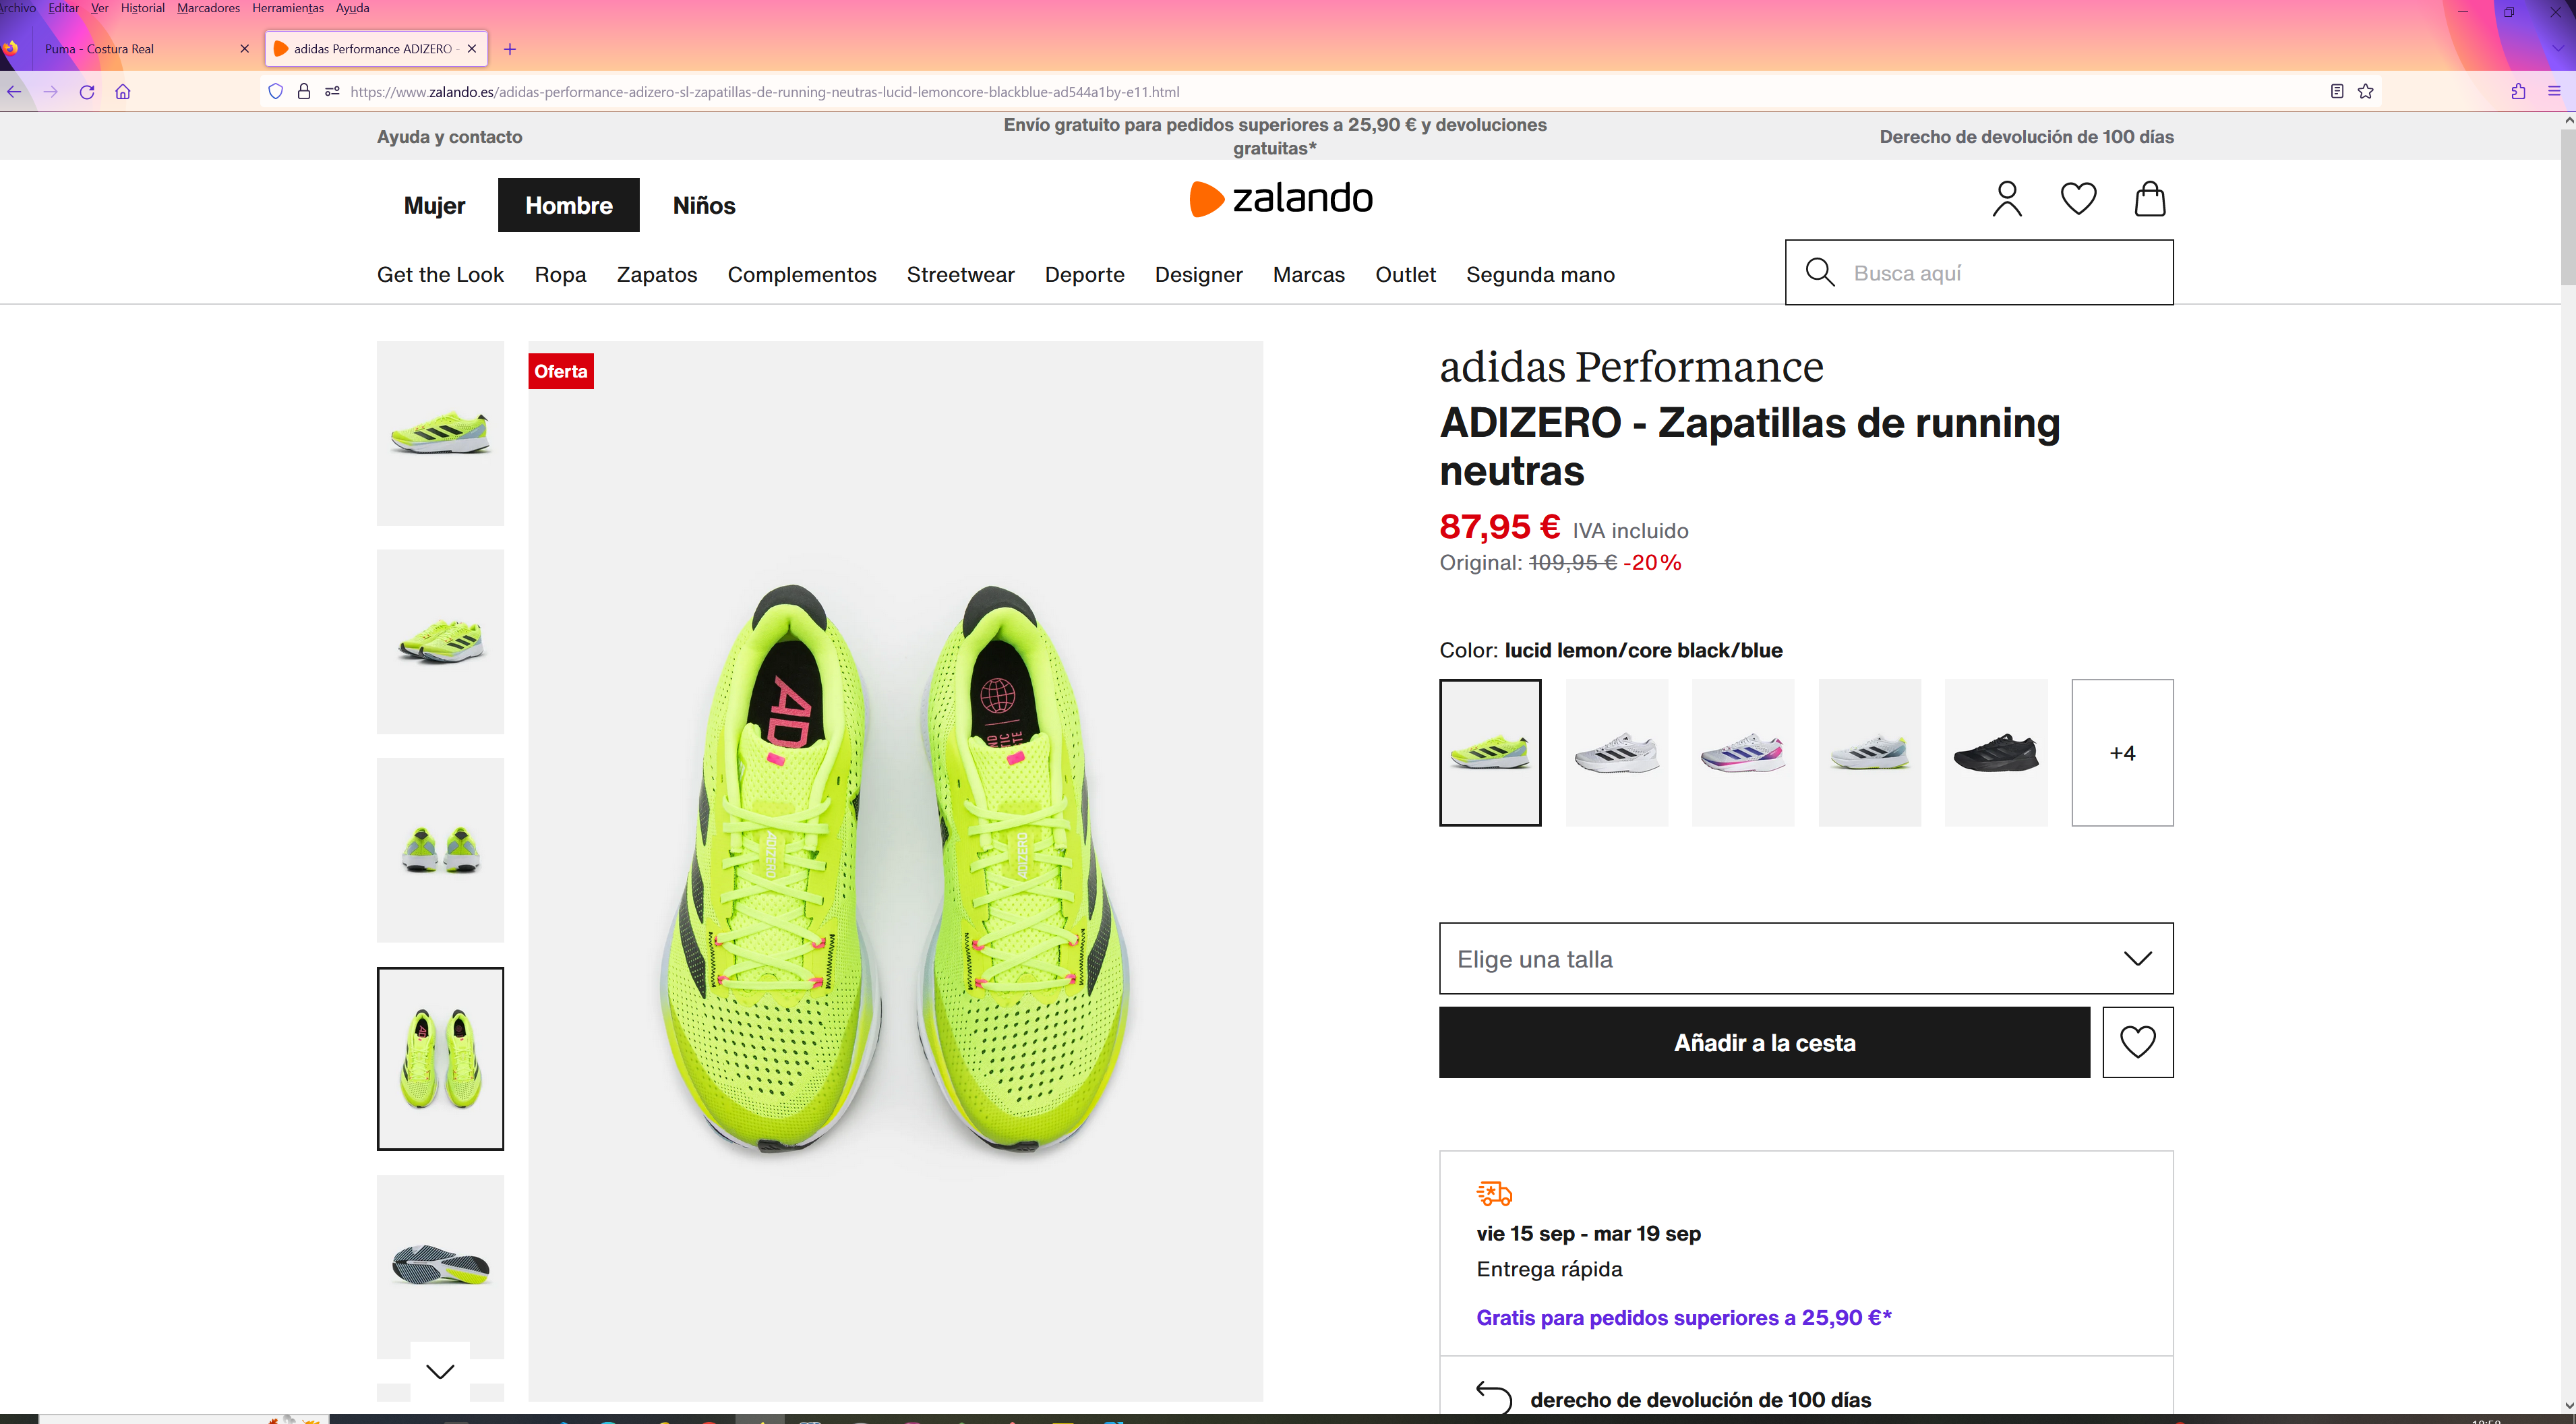 Archivo Editar Ver Historial Marcadores Herramientas Ayuda
Puma - Costura Real
adidas Performance ADIZERO -
https://www.zalando.es/adidas-performance-adizero-sl-zapatillas-de-running-neutras-lucid-lemoncore-blackblue-ad544a1by-e11.html
Ayuda y contacto
Envío gratuito para pedidos superiores a 25,90 € y devoluciones
gratuitas*
Derecho de devolución de 100 días
Mujer Hombre Niños
zalando
Get the Look Ropa Zapatos Complementos Streetwear Deporte Designer Marcas Outlet Segunda mano
Busca aquí
Oferta
AD
ADIZERO
ADIZERO
adidas Performance
ADIZERO - Zapatillas de running
neutras
87,95 € IVA incluido
Original: 109,95 € -20%
Color: lucid lemon/core black/blue
+4
Elige una talla
Añadir a la cesta
vie 15 sep - mar 19 sep
Entrega rápida
Gratis para pedidos superiores a 25,90 €*
derecho de devolución de 100 días